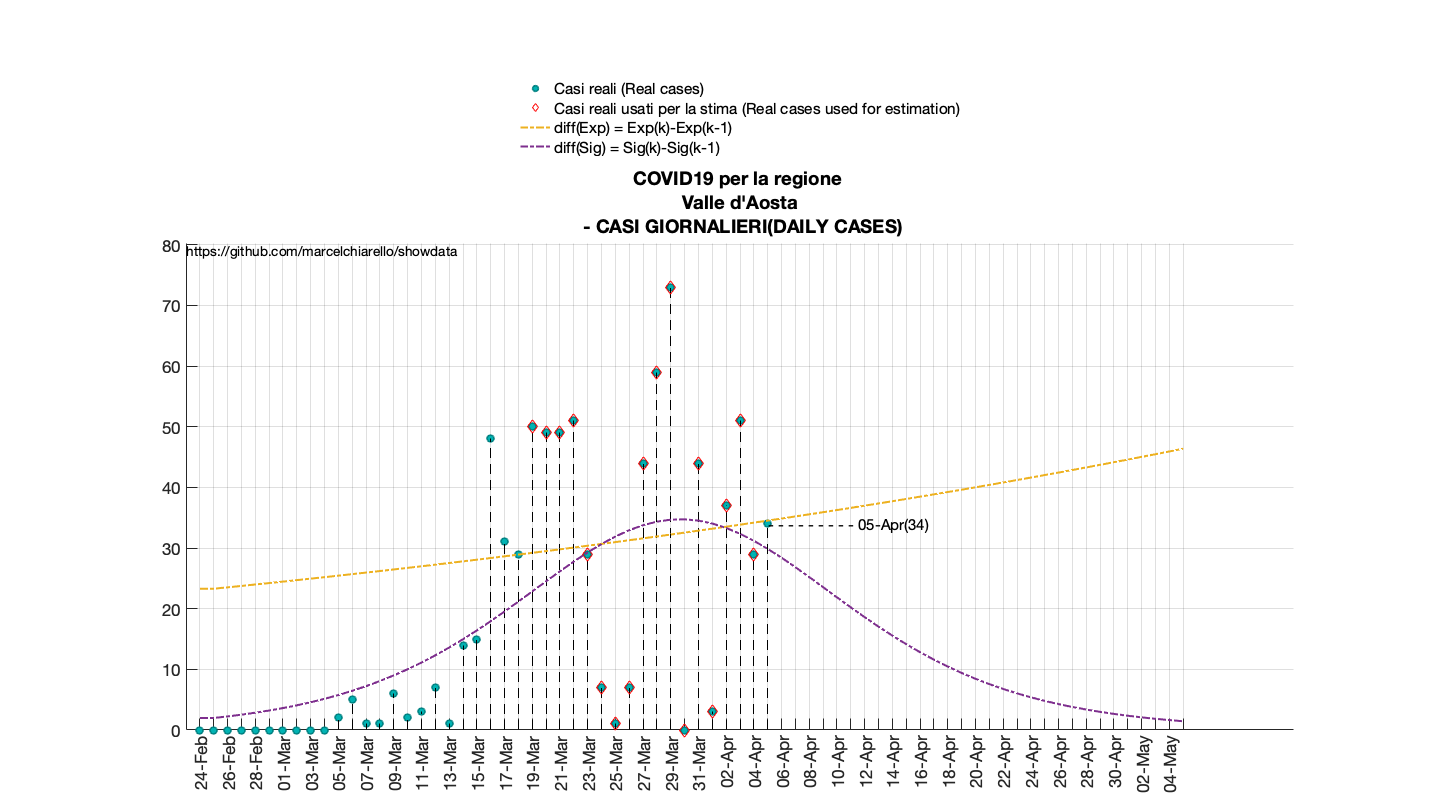 Casi reali (Real cases)
Casi reali usati per la stima (Real cases used for estimation)
diff(Exp) = Exp(k)-Exp(k-1)
diff(Sig) = Sig(k)-Sig(k-1)
COVID19 per la regione
Valle d'Aosta
- CASI GIORNALIERI(DAILY CASES)
https://github.com/marcelchiarello/showdata
80
70
60
50
40
30
20
10
0
05-Apr(34)
24-Feb
26-Feb
28-Feb
01-Mar
03-Mar
05-Mar
07-Mar
09-Mar
11-Mar
13-Mar
15-Mar
17-Mar
19-Mar
21-Mar
23-Mar
25-Mar
27-Mar
29-Mar
31-Mar
02-Apr
04-Apr
06-Apr
08-Apr
10-Apr
12-Apr
14-Apr
16-Apr
18-Apr
20-Apr
22-Apr
24-Apr
26-Apr
28-Apr
30-Apr
02-May
04-May